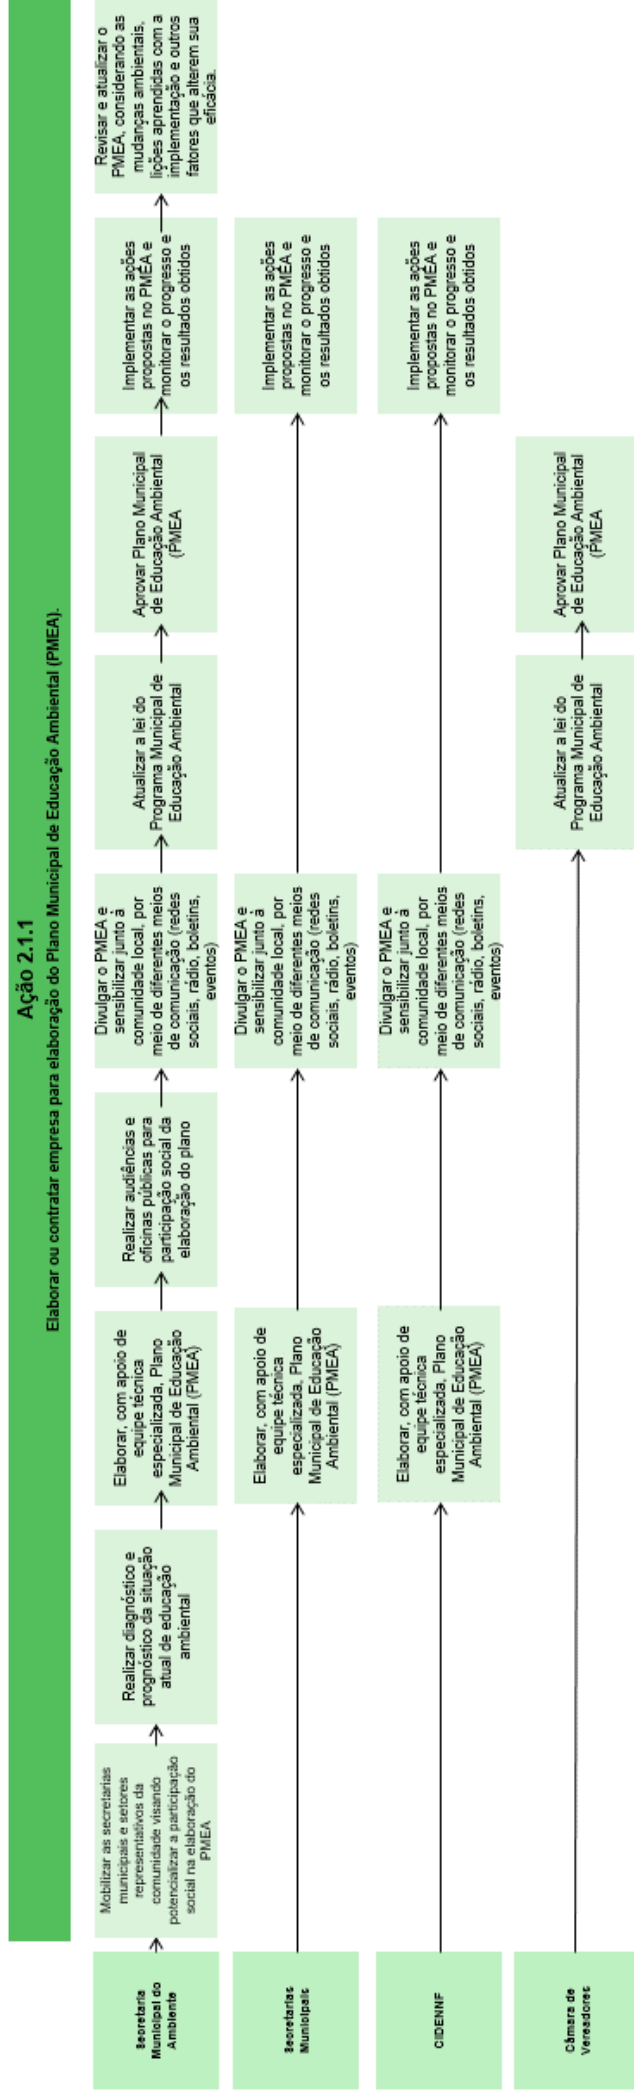 Ação 2.1.1
Elaborar ou contratar empresa para elaboração do Plano Municipal de Educação Ambiental (PMEA).
Secretaria
Municipal do
Ambiente
Mobilizar as secretarias
municipais e setores
representativos da
comunidade visando
potencializar a participação
social na elaboração do
PMEA
Realizar diagnóstico e
prognóstico da situação
atual de educação
ambiental
Elaborar, com apoio de
equipe técnica
especializada, Plano
Municipal de Educação
Ambiental (PMEA)
Realizar audiências e
oficinas públicas para
participação social da
elaboração do plano
Divulgar o PMEA e
sensibilizar junto à
comunidade local, por
meio de diferentes meios
de comunicação (redes
sociais, rádio, boletins,
eventos)
Atualizar a lei do
Programa Municipal de
Educação Ambiental
Aprovar Plano Municipal
de Educação Ambiental
(PMEA
Implementar as ações
propostas no PMEA e
monitorar o progresso e
os resultados obtidos
Revisar e atualizar o
PMEA, considerando as
mudanças ambientais,
lições aprendidas com a
implementação e outros
fatores que alterem sua
eficácia.
Secretarias
Municipais
Elaborar, com apoio de
equipe técnica
especializada, Plano
Municipal de Educação
Ambiental (PMEA)
Divulgar o PMEA e
sensibilizar junto à
comunidade local, por
meio de diferentes meios
de comunicação (redes
sociais, rádio, boletins,
eventos)
Implementar as ações
propostas no PMEA e
monitorar o progresso e
os resultados obtidos
CIDENNF
Elaborar, com apoio de
equipe técnica
especializada, Plano
Municipal de Educação
Ambiental (PMEA)
Divulgar o PMEA e
sensibilizar junto à
comunidade local, por
meio de diferentes meios
de comunicação (redes
sociais, rádio, boletins,
eventos)
Implementar as ações
propostas no PMEA e
monitorar o progresso e
os resultados obtidos
Câmara de
Vereadores
Atualizar a lei do
Programa Municipal de
Educação Ambiental
Aprovar Plano Municipal
de Educação Ambiental
(PMEA